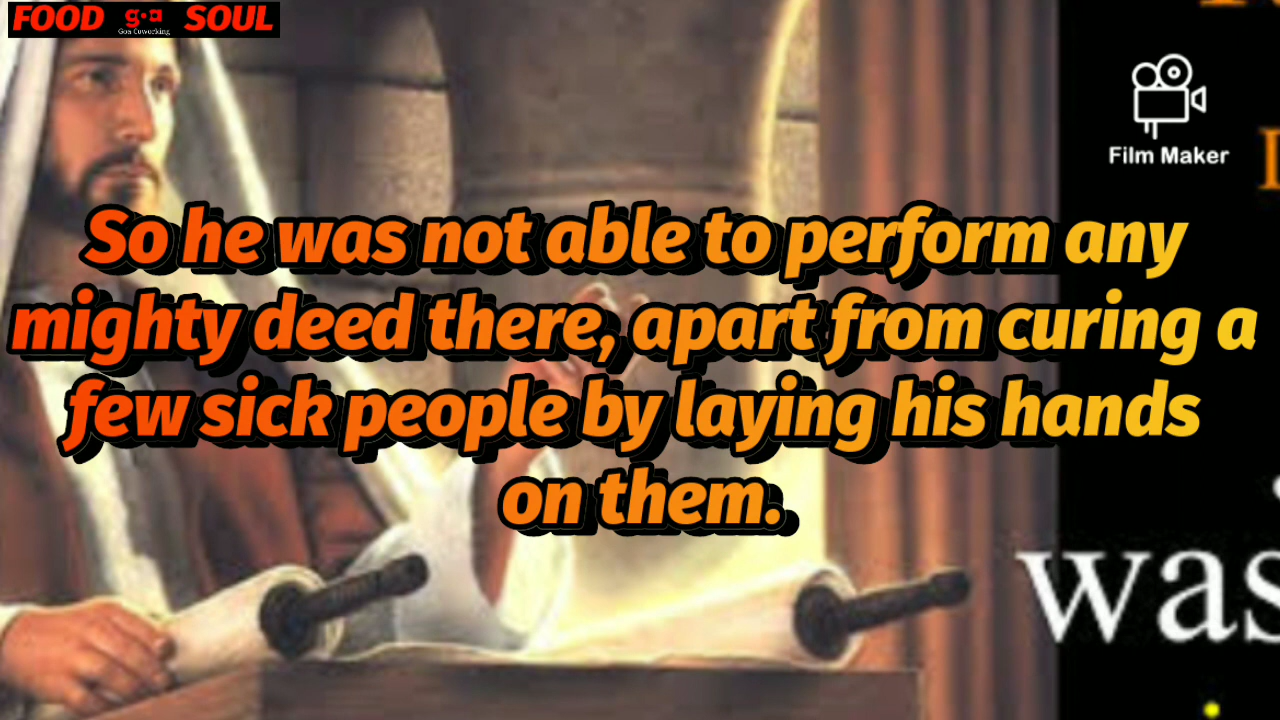 FOOD g·a SOUL
Goa Coworking
Film Maker
So he was not able to perform any
mighty deed there, apart from curing a
few sick people by laying his hands
on them.
was